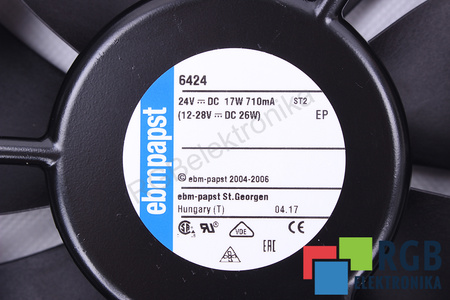 ebmpapst
6424
24V ⎓ DC 17W 710mA ST2
(12-28V ⎓ DC 26W) EP
© ebm-papst 2004-2006
ebm-papst St.Georgen
Hungary (T) 04.17
VDE
EAC
CE
RGB
ELEKTRONIKA
RGBelektronika